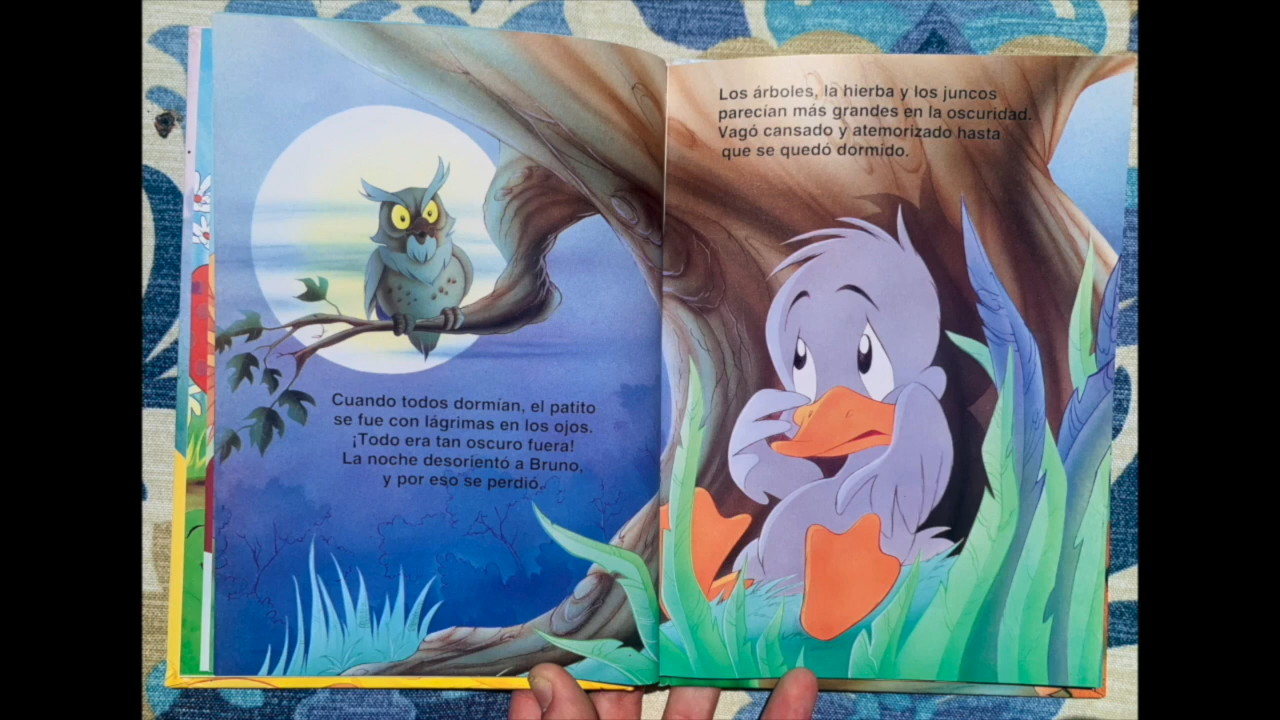 Cuando todos dormían, el patito
se fue con lágrimas en los ojos.
¡Todo era tan oscuro fuera!
La noche desorientó a Bruno,
y por eso se perdió.
Los árboles, la hierba y los juncos
parecían más grandes en la oscuridad.
Vagó cansado y atemorizado hasta
que se quedó dormido.